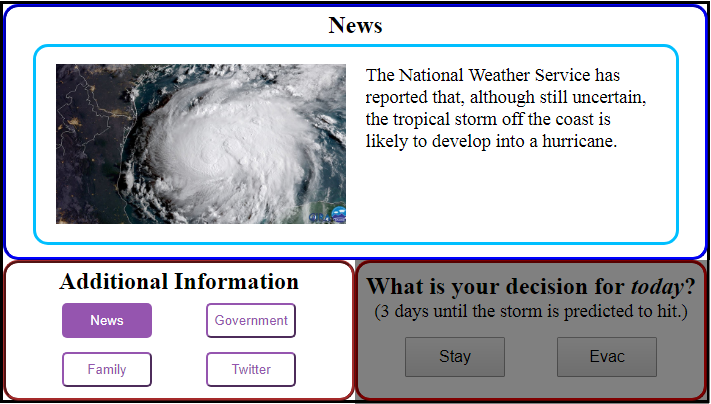 News
The National Weather Service has
reported that, although still uncertain,
the tropical storm off the coast is
likely to develop into a hurricane.
Additional Information
News
Government
Family
Twitter
What is your decision for today?
(3 days until the storm is predicted to hit.)
Stay
Evac